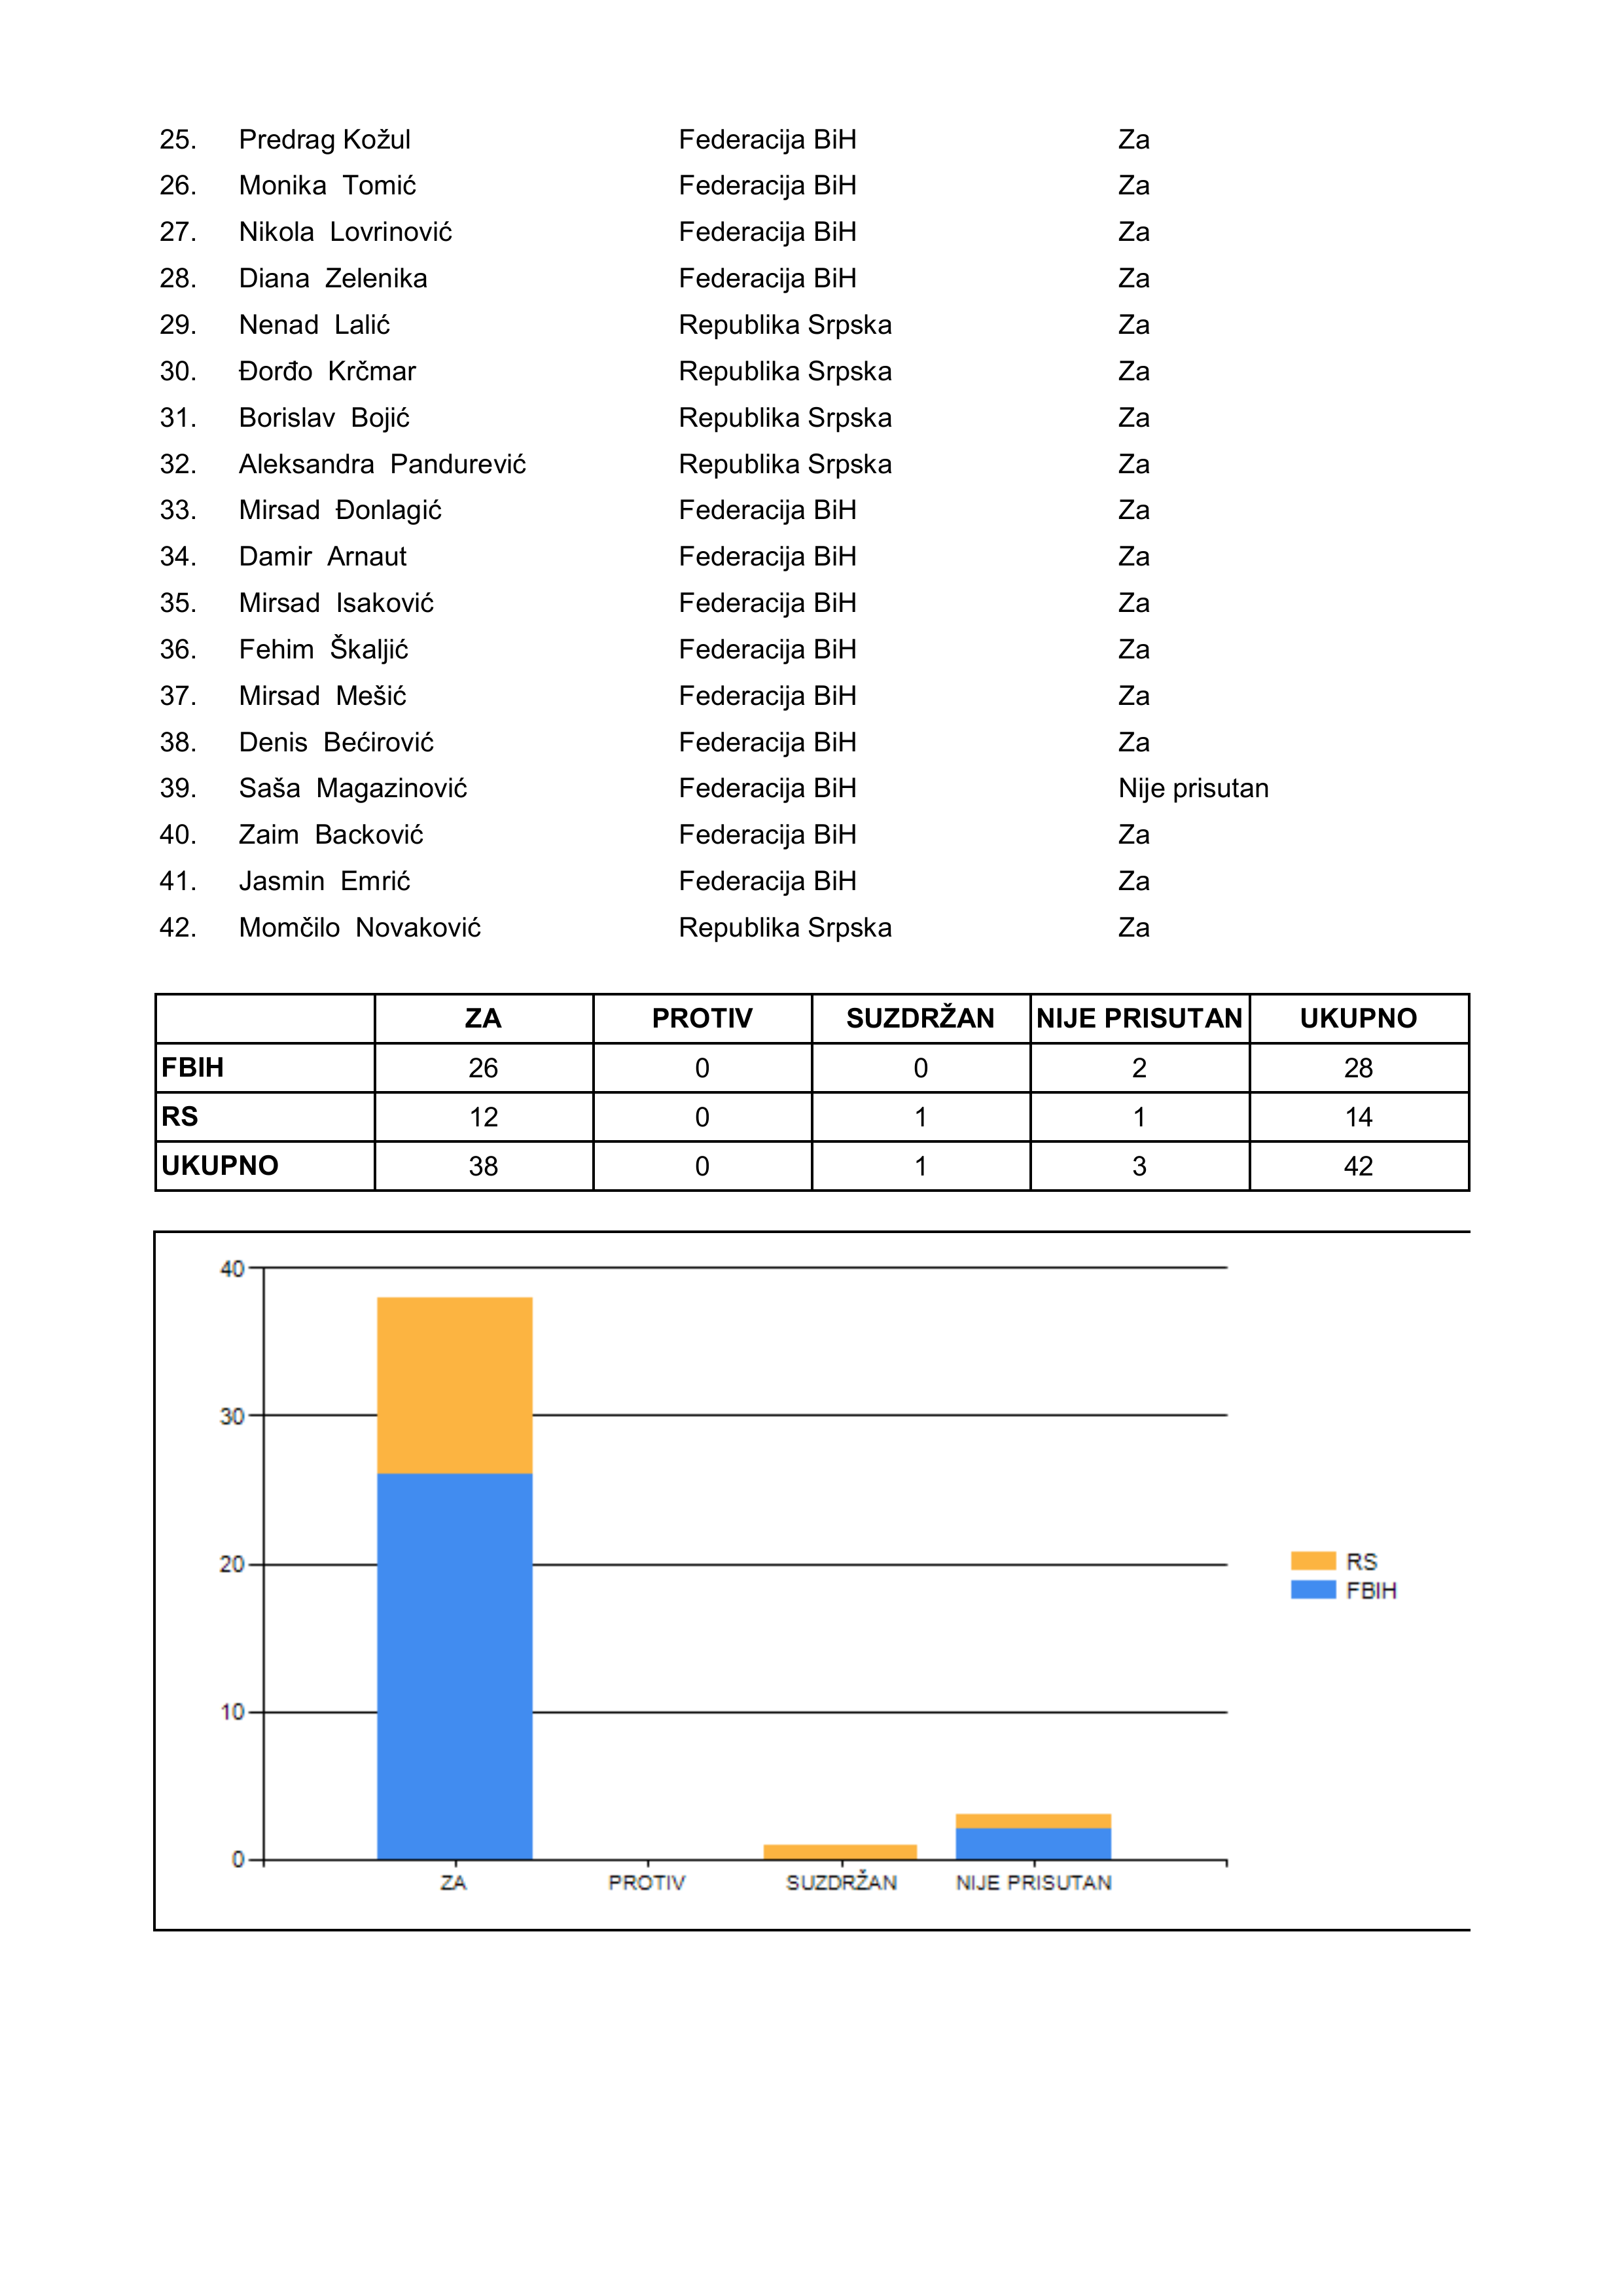 25. Predrag Kožul Federacija BiH Za
26. Monika Tomić Federacija BiH Za
27. Nikola Lovrinović Federacija BiH Za
28. Diana Zelenika Federacija BiH Za
29. Nenad Lalić Republika Srpska Za
30. Đorđo Krčmar Republika Srpska Za
31. Borislav Bojić Republika Srpska Za
32. Aleksandra Pandurević Republika Srpska Za
33. Mirsad Đonlagić Federacija BiH Za
34. Damir Arnaut Federacija BiH Za
35. Mirsad Isaković Federacija BiH Za
36. Fehim Škaljić Federacija BiH Za
37. Mirsad Mešić Federacija BiH Za
38. Denis Bećirović Federacija BiH Za
39. Saša Magazinović Federacija BiH Nije prisutan
40. Zaim Backović Federacija BiH Za
41. Jasmin Emrić Federacija BiH Za
42. Momčilo Novaković Republika Srpska Za
ZA PROTIV SUZDRŽAN NIJE PRISUTAN UKUPNO
FBIH 26 0 0 2 28
RS 12 0 1 1 14
UKUPNO 38 0 1 3 42
40
30
20
10
0
ZA PROTIV SUZDRŽAN NIJE PRISUTAN
RS
FBIH